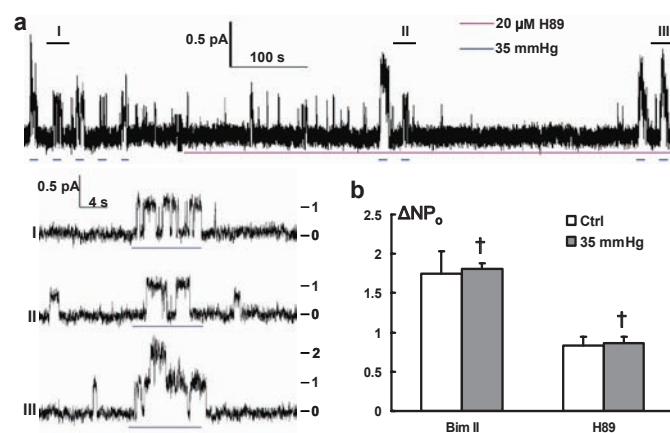 a
I
II
III
0.5 pA
100 s
20 µM H89
35 mmHg
0.5 pA
4 s
I
1
0
II
1
0
III
2
1
0
b
ΔNPo
Ctrl
35 mmHg
2.5
2
1.5
1
0.5
0
†
†
Bim II
H89